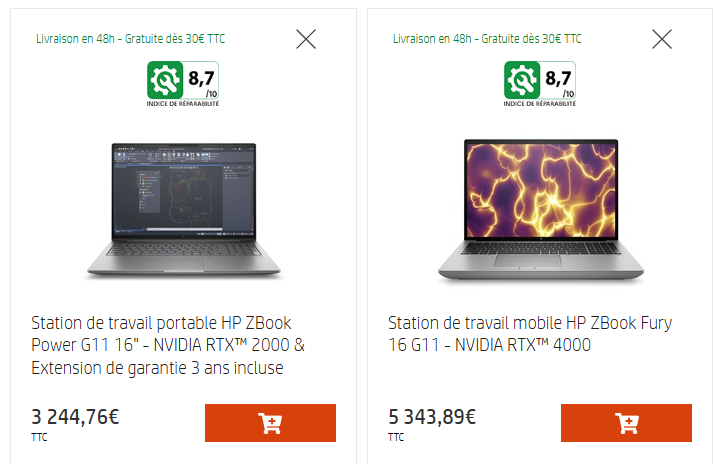 Livraison en 48h - Gratuite dès 30€ TTC
8,7
/10
INDICE DE RÉPARABILITÉ
Station de travail portable HP ZBook
Power G11 16" - NVIDIA RTX™ 2000 &
Extension de garantie 3 ans incluse
3 244,76€
TTC
Livraison en 48h - Gratuite dès 30€ TTC
8,7
/10
INDICE DE RÉPARABILITÉ
Station de travail mobile HP ZBook Fury
16 G11 - NVIDIA RTX™ 4000
5 343,89€
TTC